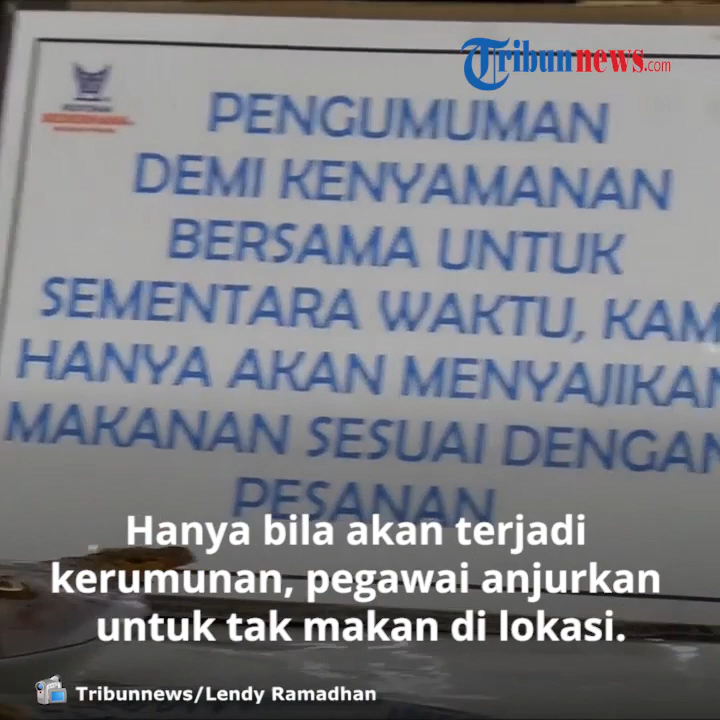 Tribunnews.com
PENGUMUMAN
DEMI KENYAMANAN
BERSAMA UNTUK
SEMENTARA WAKTU, KAM
HANYA AKAN MENYAJIKAN
MAKANAN SESUAI DENGAN
PESANAN
Hanya bila akan terjadi
kerumunan, pegawai anjurkan
untuk tak makan di lokasi.
Tribunnews/Lendy Ramadhan